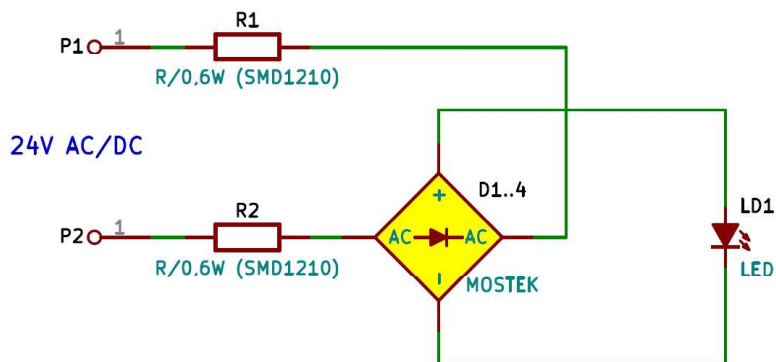 P1 1 R1
R/0,6W (SMD1210)
24V AC/DC
P2 1 R2
R/0,6W (SMD1210)
D1..4
+
AC AC
-
MOSTEK
LD1
LED